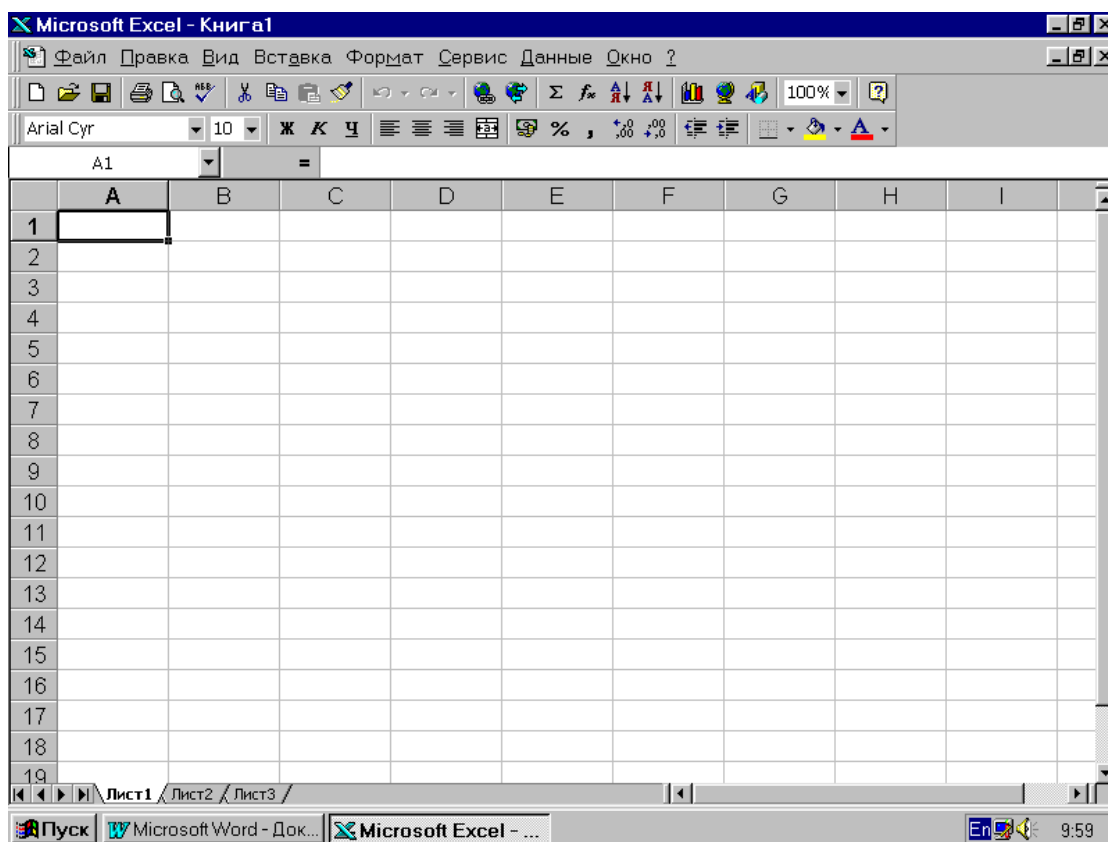 Microsoft Excel - Книга1
Файл Правка Вид Вставка Формат Сервис Данные Окно ?
100%
Arial Cyr 10 Ж К Ч % ,
A1 =
A B C D E F G H I
1
2
3
4
5
6
7
8
9
10
11
12
13
14
15
16
17
18
19
Лист1 Лист2 Лист3
Пуск Microsoft Word - Док... Microsoft Excel - ... En 9:59